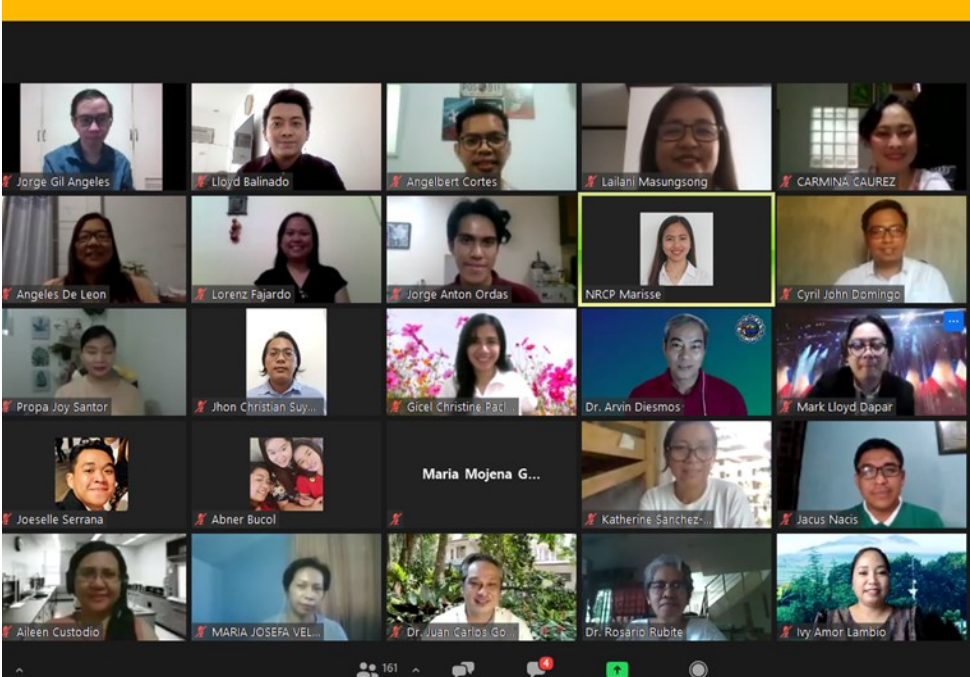 Jorge Gil Angeles
Lloyd Balinado
Angelbert Cortes
Lailani Masungsong
CARMINA CAUREZ
Angeles De Leon
Lorenz Fajardo
Jorge Anton Ordas
NRCP Marisse
Cyril John Domingo
Propa Joy Santor
Jhon Christian Suy...
Gicel Christine Pacl...
Dr. Arvin Diesmos
Mark Lloyd Dapar
Joeselle Serrana
Abner Bucol
Maria Mojena G...
Katherine Sanchez-...
Jacus Nacis
Aileen Custodio
MARIA JOSEFA VEL...
Dr. Juan Carlos Go...
Dr. Rosario Rubite
Ivy Amor Lambio
161
4